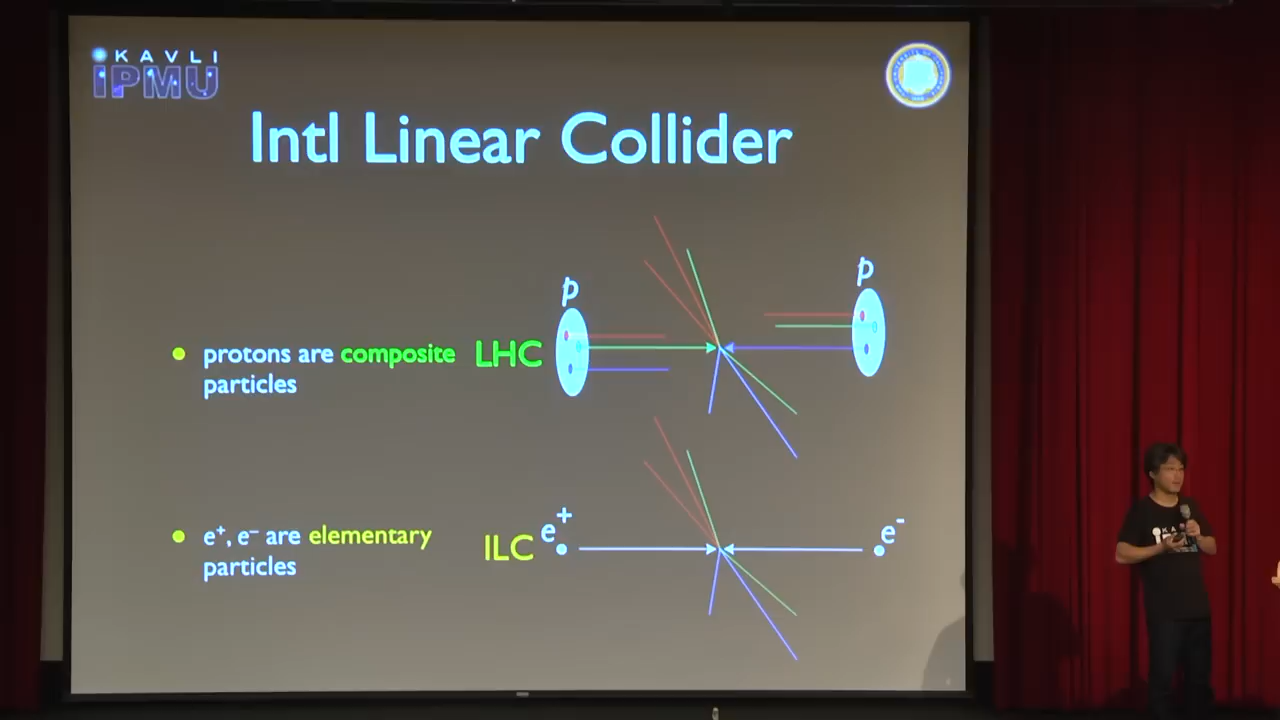 KAVLI
IPMU
Intl Linear Collider
p
p
protons are composite
particles
LHC
e⁺, e⁻ are elementary
particles
ILC
e⁺
e⁻